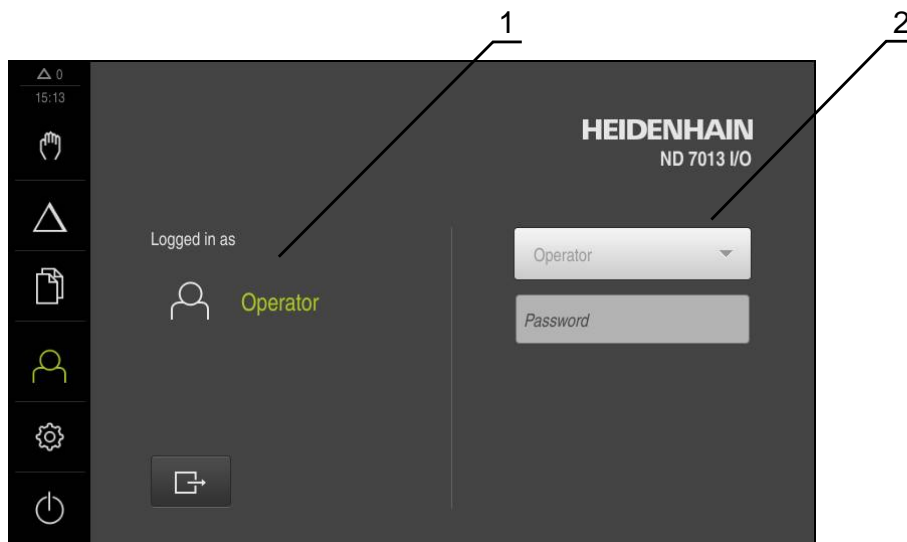 1
2
0
15:13
HEIDENHAIN
ND 7013 I/O
Logged in as
Operator
Operator
Password